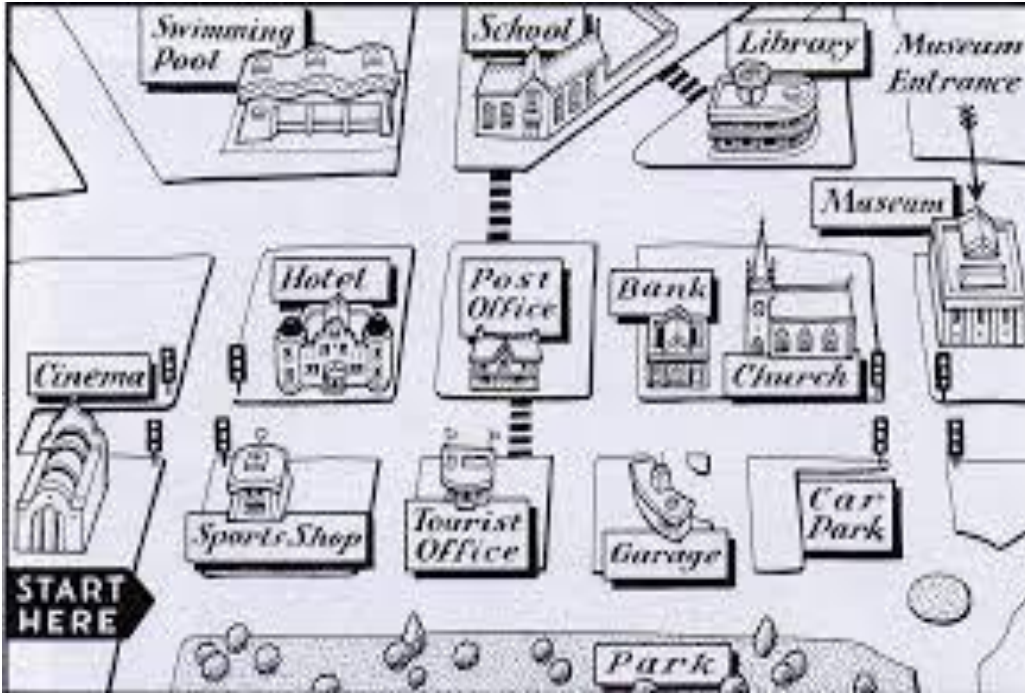 Swimming
Pool
School
Library
Museum
Entrance
Museum
Hotel
Post
Office
Bank
Church
Cinema
Sports Shop
Tourist
Office
Garage
Car
Park
START
HERE
Park